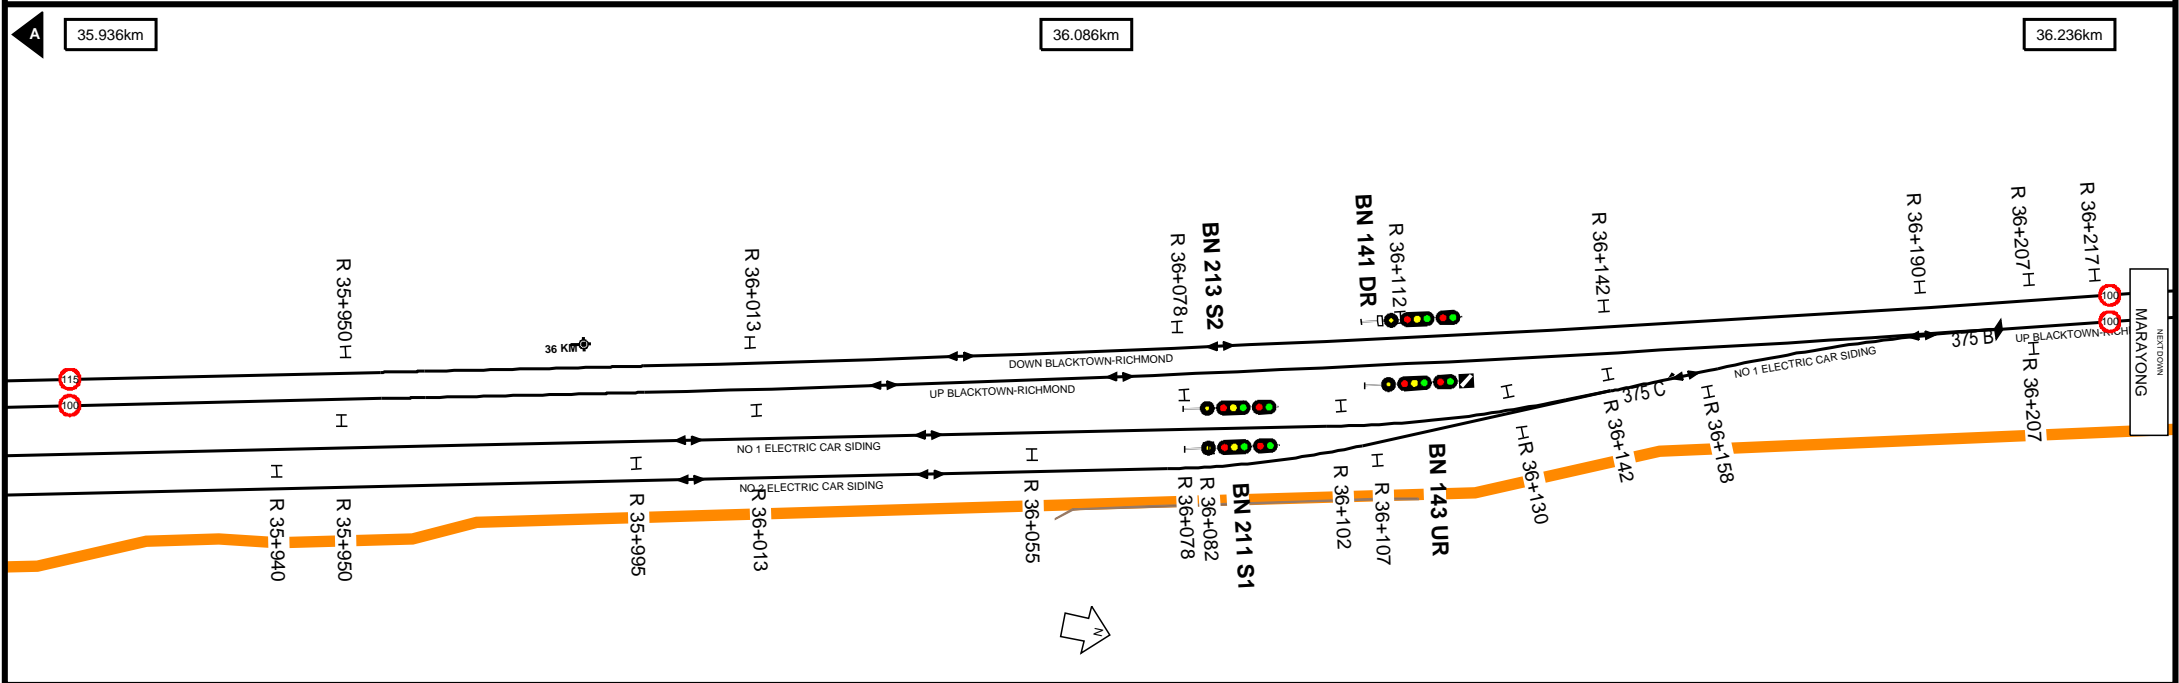 A
35.936km
36.086km
36.236km
R 35+950
36 KM
R 36+013
R 36+078
BN 213 S2
BN 141 DR
R 36+112
R 36+142
R 36+190
R 36+207
R 36+217
115
100
100
100
DOWN BLACKTOWN-RICHMOND
UP BLACKTOWN-RICHMOND
NO 1 ELECTRIC CAR SIDING
NO 2 ELECTRIC CAR SIDING
375 C
NO 1 ELECTRIC CAR SIDING
375 B
UP BLACKTOWN-RICH
NEXT DOWN
MARAYONG
R 35+940
R 35+950
R 35+995
R 36+013
R 36+055
R 36+078
R 36+082
BN 211 S1
R 36+102
R 36+107
BN 143 UR
R 36+130
R 36+142
R 36+158
R 36+207
N